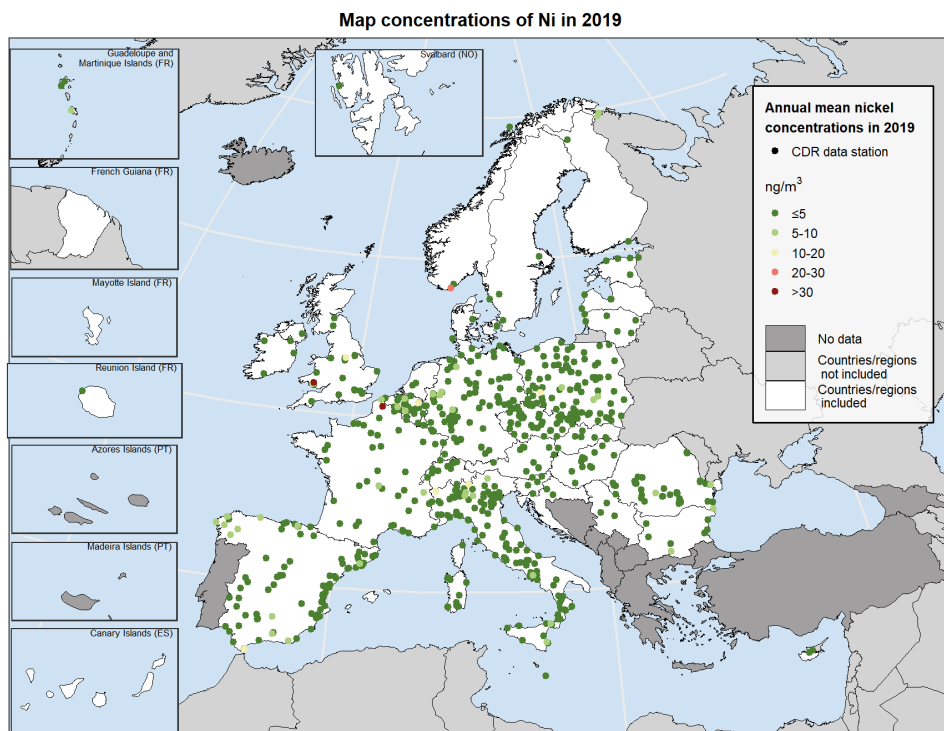 Map concentrations of Ni in 2019
Guadeloupe and
Martinique Islands (FR)
Svalbard (NO)
French Guiana (FR)
Mayotte Island (FR)
Reunion Island (FR)
Azores Islands (PT)
Madeira Islands (PT)
Canary Islands (ES)
Annual mean nickel
concentrations in 2019
CDR data station
ng/m³
≤5
5-10
10-20
20-30
>30
No data
Countries/regions
not included
Countries/regions
included